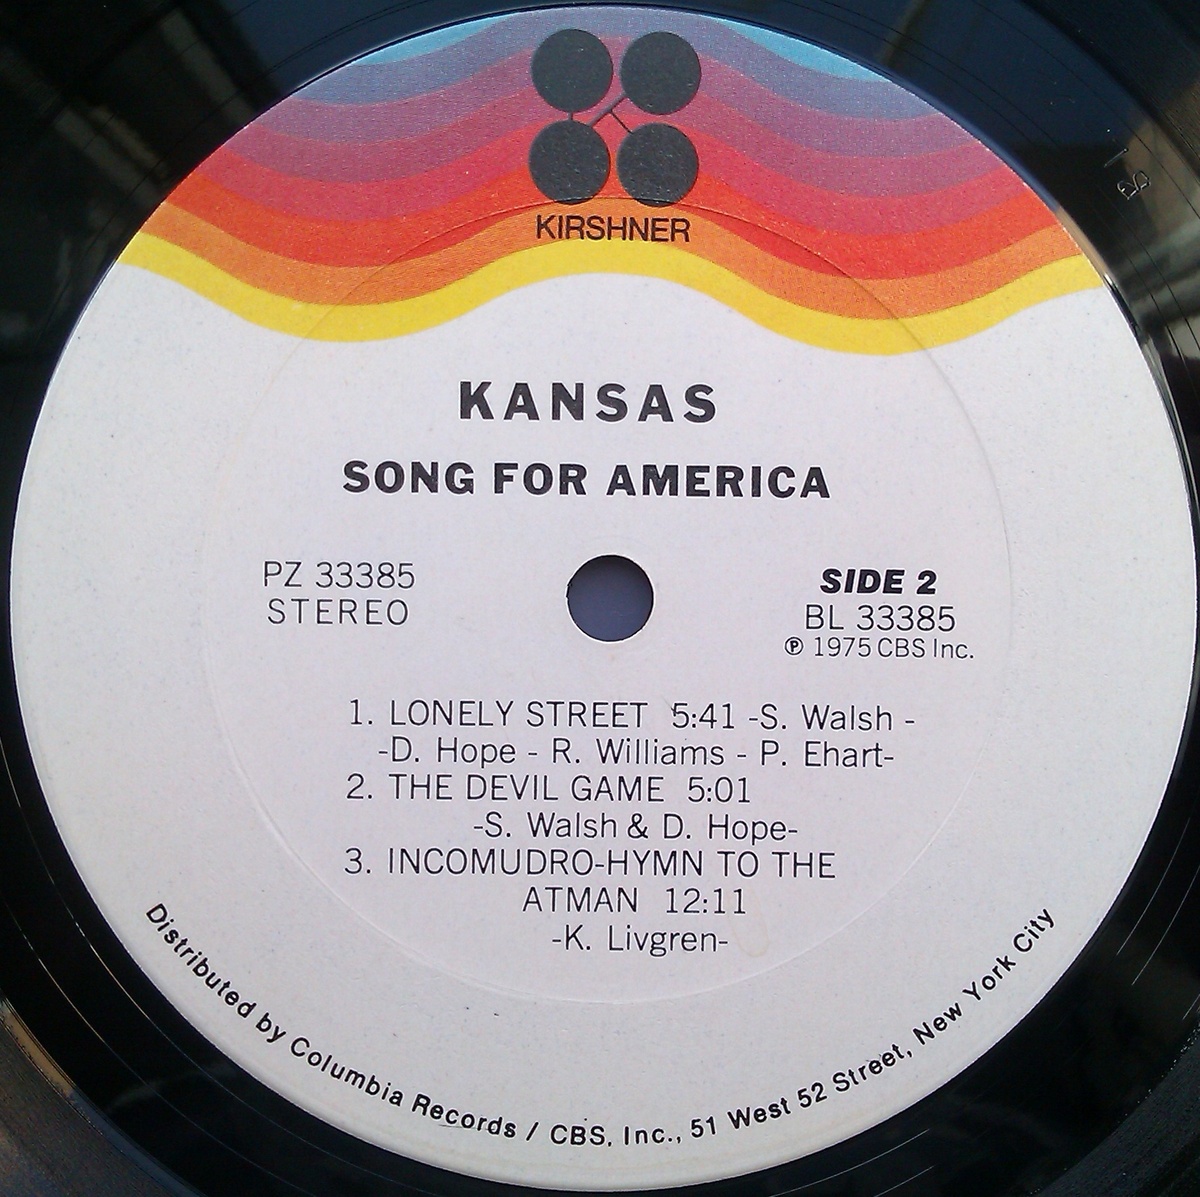 KIRSHNER
KANSAS
SONG FOR AMERICA
PZ 33385
STEREO
SIDE 2
BL 33385
℗ 1975 CBS Inc.
1. LONELY STREET 5:41 -S. Walsh -
-D. Hope - R. Williams - P. Ehart-
2. THE DEVIL GAME 5:01
-S. Walsh & D. Hope-
3. INCOMUDRO-HYMN TO THE
ATMAN 12:11
-K. Livgren-
Distributed by Columbia Records / CBS, Inc., 51 West 52 Street, New York City